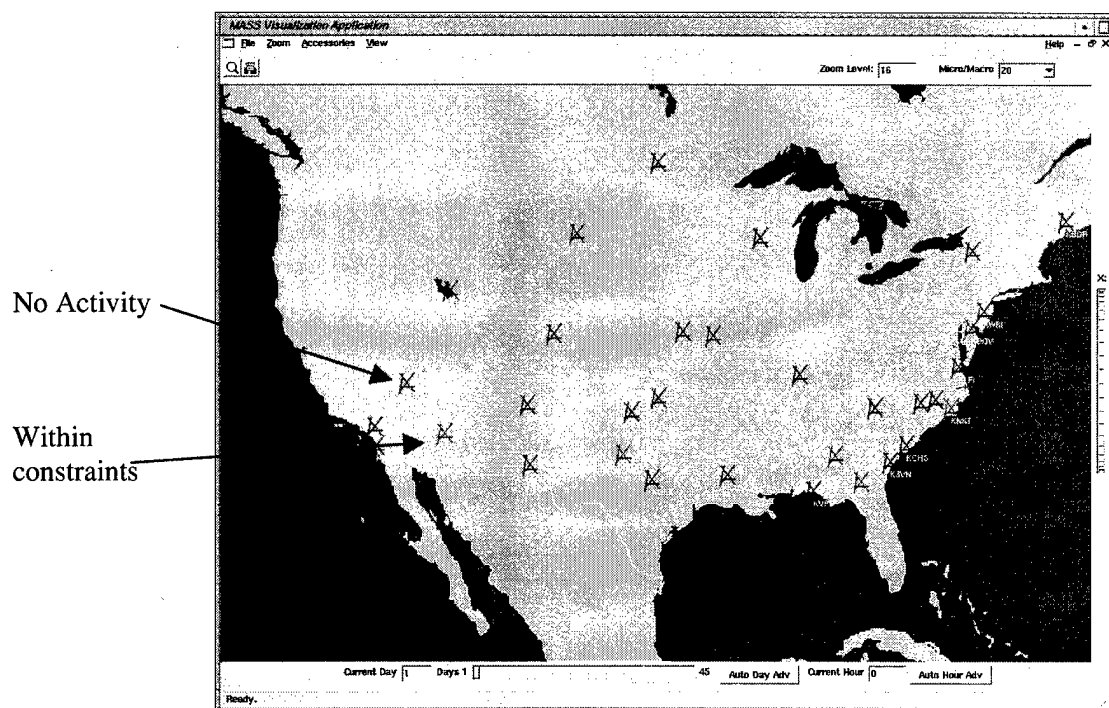 MASS Visualization Application
File Zoom Accessories View Help
Zoom Level: 16 Micro/Macro 20
No Activity
Within
constraints
KCHS
KSVN
Current Day 1 Days 1 45 Auto Day Adv Current Hour 0 Auto Hour Adv
Ready.